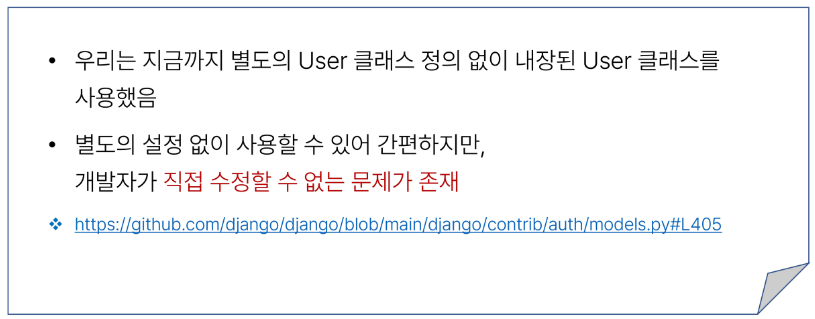 • 우리는 지금까지 별도의 User 클래스 정의 없이 내장된 User 클래스를
사용했음
• 별도의 설정 없이 사용할 수 있어 간편하지만,
개발자가 직접 수정할 수 없는 문제가 존재
❖ https://github.com/django/django/blob/main/django/contrib/auth/models.py#L405